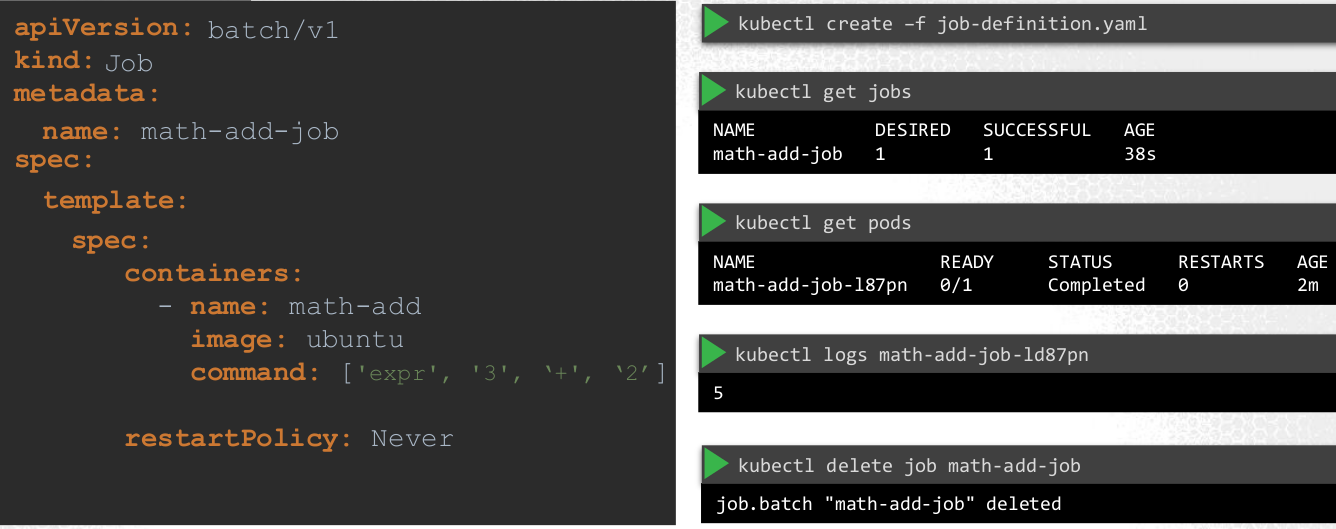 apiVersion: batch/v1
kind: Job
metadata:
  name: math-add-job
spec:
  template:
    spec:
      containers:
        - name: math-add
          image: ubuntu
          command: ['expr', '3', ‘+’, ‘2’]
      restartPolicy: Never
kubectl create –f job-definition.yaml
kubectl get jobs
NAME DESIRED SUCCESSFUL AGE
math-add-job 1 1 38s
kubectl get pods
NAME READY STATUS RESTARTS AGE
math-add-job-l87pn 0/1 Completed 0 2m
kubectl logs math-add-job-ld87pn
5
kubectl delete job math-add-job
job.batch "math-add-job" deleted